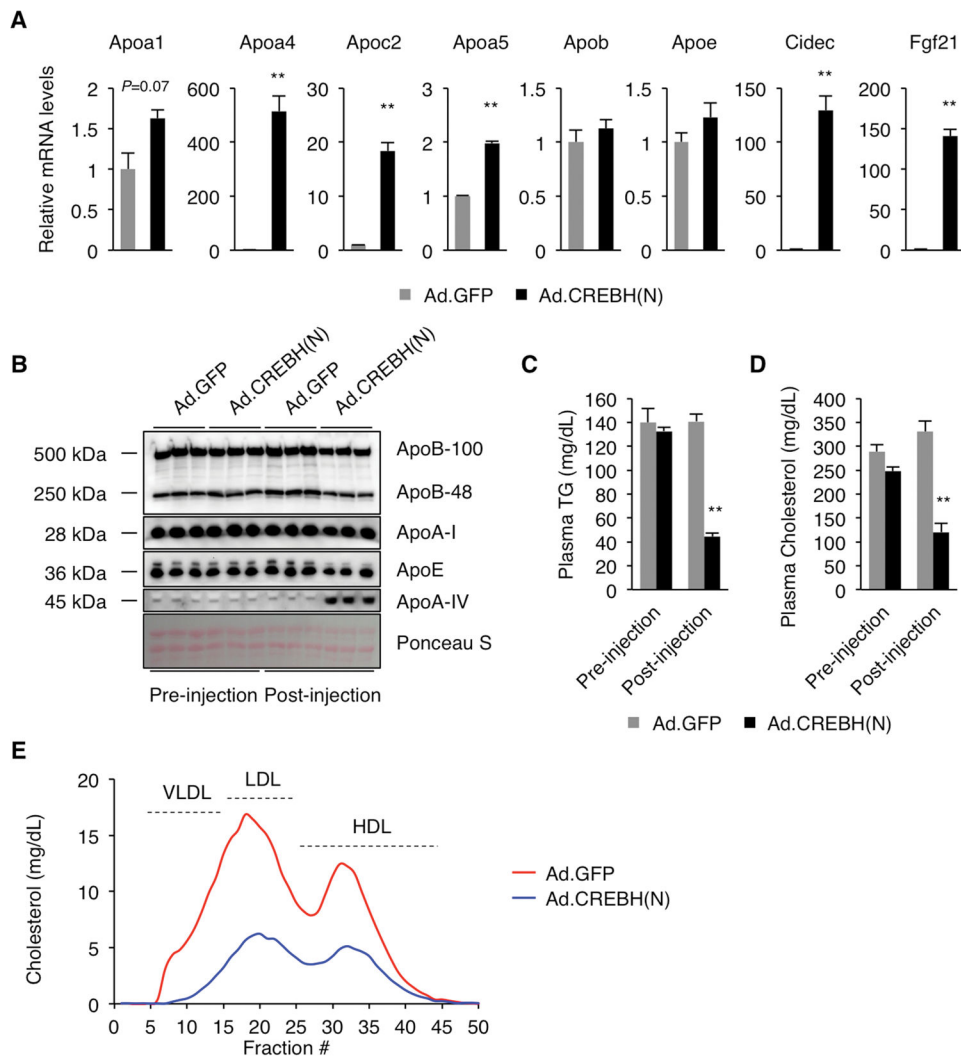 A
Apoa1 Apoa4 Apoc2 Apoa5 Apob Apoe Cidec Fgf21
Relative mRNA levels
2
1.5
1
0.5
0
P=0.07
600
400
200
0
**
30
20
10
0
**
3
2
1
0
**
1.5
1
0.5
0
1.5
1
0.5
0
150
100
50
0
**
200
150
100
50
0
**
Ad.GFP Ad.CREBH(N)
B
Ad.GFP Ad.CREBH(N) Ad.GFP Ad.CREBH(N)
500 kDa ApoB-100
250 kDa ApoB-48
28 kDa ApoA-I
36 kDa ApoE
45 kDa ApoA-IV
Ponceau S
Pre-injection Post-injection
C
Plasma TG (mg/dL)
160
140
120
100
80
60
40
20
0
**
Pre-injection
Post-injection
D
Plasma Cholesterol (mg/dL)
400
350
300
250
200
150
100
50
0
**
Pre-injection
Post-injection
Ad.GFP Ad.CREBH(N)
E
Cholesterol (mg/dL)
20
15
10
5
0
VLDL LDL HDL
0 5 10 15 20 25 30 35 40 45 50
Fraction #
Ad.GFP
Ad.CREBH(N)